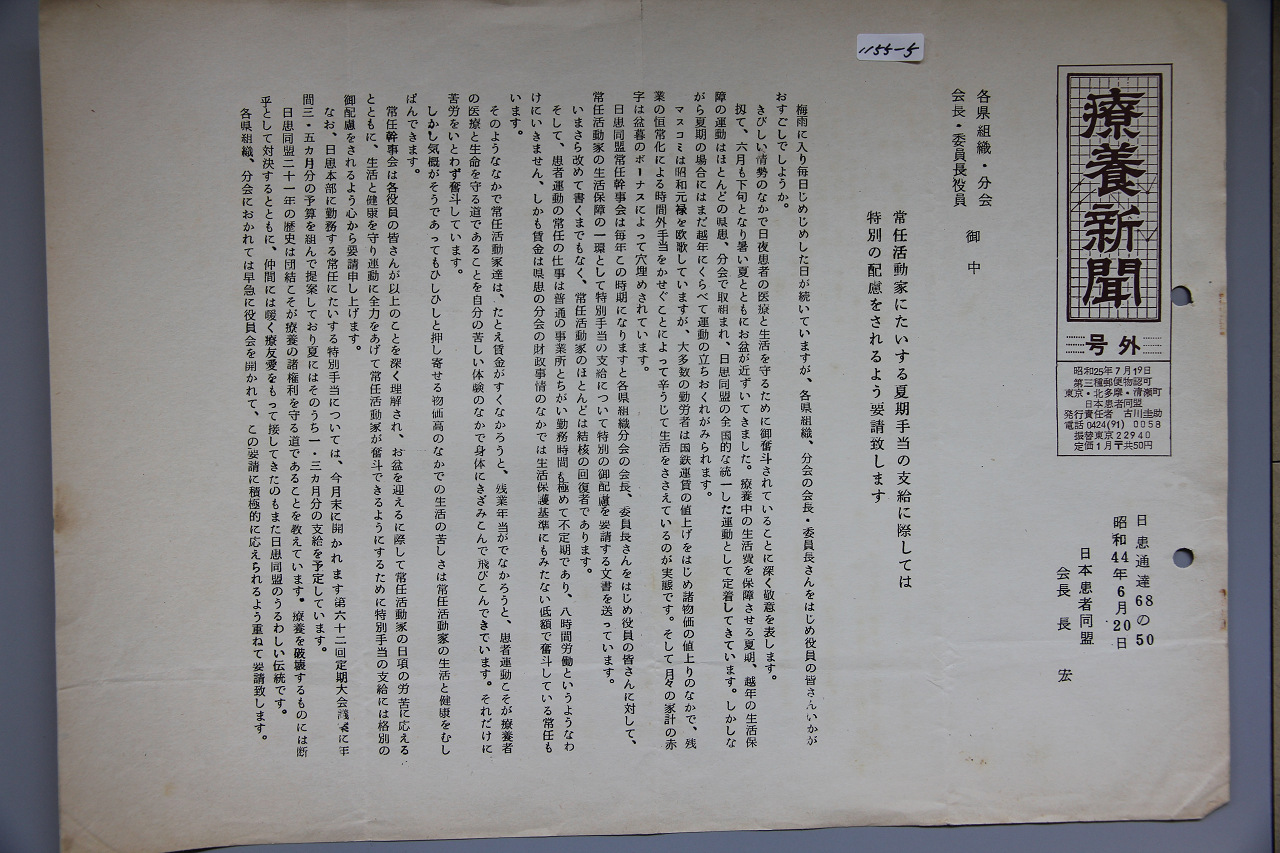 1155-5
療養新聞
号外
昭和25年7月19日
第三種郵便物認可
東京・北多摩・清瀬町
日本患者同盟
発行責任者 古川圭助
電話 0424(91) 0058
振替東京22940
定価1月〒共50円
日患通達68の50
昭和44年6月20日
日本患者同盟
会長 長 宏
各県組織・分会
会長・委員長役員 御中
常任活動家にたいする夏期手当の支給に際しては
特別の配慮をされるよう要請致します
梅雨に入り毎日じめじめした日が続いていますが、各県組織、分会の会長・委員長さんをはじめ役員の皆さんいかが
おすごしでしようか。
きびしい情勢のなかで日夜患者の医療と生活を守るために御奮斗されていることに深く敬意を表します。
扨て、六月も下旬となり暑い夏とともにお盆が近ずいてきました。療養中の生活費を保障させる夏期、越年の生活保
障の運動はほとんどの県患、分会で取組まれ、日患同盟の全国的な統一した運動として定着してきています。しかしな
がら夏期の場合にはまだ越年にくらべて運動の立ちおくれがみられます。
マスコミは昭和元禄を欧歌していますが、大多数の勤労者は国鉄運賃の値上げをはじめ諸物価の値上りのなかで、残
業の恒常化による時間外手当をかせぐことによって辛うじて生活をささえているのが実態です。そして月々の家計の赤
字は盆暮のボーナスによって穴埋めされています。
日患同盟常任幹事会は毎年この時期になりますと各県組織分会の会長、委員長さんをはじめ役員の皆さんに対して、
常任活動家の生活保障の一環として特別手当の支給について特別の御配慮を要請する文書を送っています。
いまさら改めて書くまでもなく、常任活動家のほとんどは結核の回復者であります。
そして、患者運動の常任の仕事は普通の事業所とちがい勤務時間も極めて不定期であり、八時間労働というようなわ
けにいきません、しかも賃金は県患の分会の財政事情のなかでは生活保護基準にもみたない低額で奮斗している常任も
います。
そのようななかで常任活動家達は、たとえ賃金がすくなかろうと、残業手当がでなかろうと、患者運動こそが療養者
の医療と生命を守る道であることを自分の苦しい体験のなかで身体にきざみこんで飛びこんできています。それだけに
苦労をいとわず奮斗しています。
しかし気概がそうであってもひしひしと押し寄せる物価高のなかでの生活の苦しさは常任活動家の生活と健康をむし
ばんできます。
常任幹事会は各役員の皆さんが以上のことを深く理解され、お盆を迎えるに際して常任活動家の日項の労苦に応える
とともに、生活と健康を守り運動に全力をあげて常任活動家が奮斗できるようにするために特別手当の支給には格別の
御配慮をされるよう心から要請申し上げます。
なお、日患本部に勤務する常任にたいする特別手当については、今月末に開かれます第六十二回定期大会議案に年
間三・五カ月分の予算を組んで提案しており夏にはそのうち一・三カ月分の支給を予定しています。
日患同盟二十一年の歴史は団結こそが療養の諸権利を守る道であることを教えています。療養を破壊するものには断
乎として対決するとともに、仲間には暖く療友愛をもって接してきたのもまた日患同盟のうるわしい伝統です。
各県組織、分会におかれては早急に役員会を開かれて、この要請に積極的に応えられるよう重ねて要請致します。